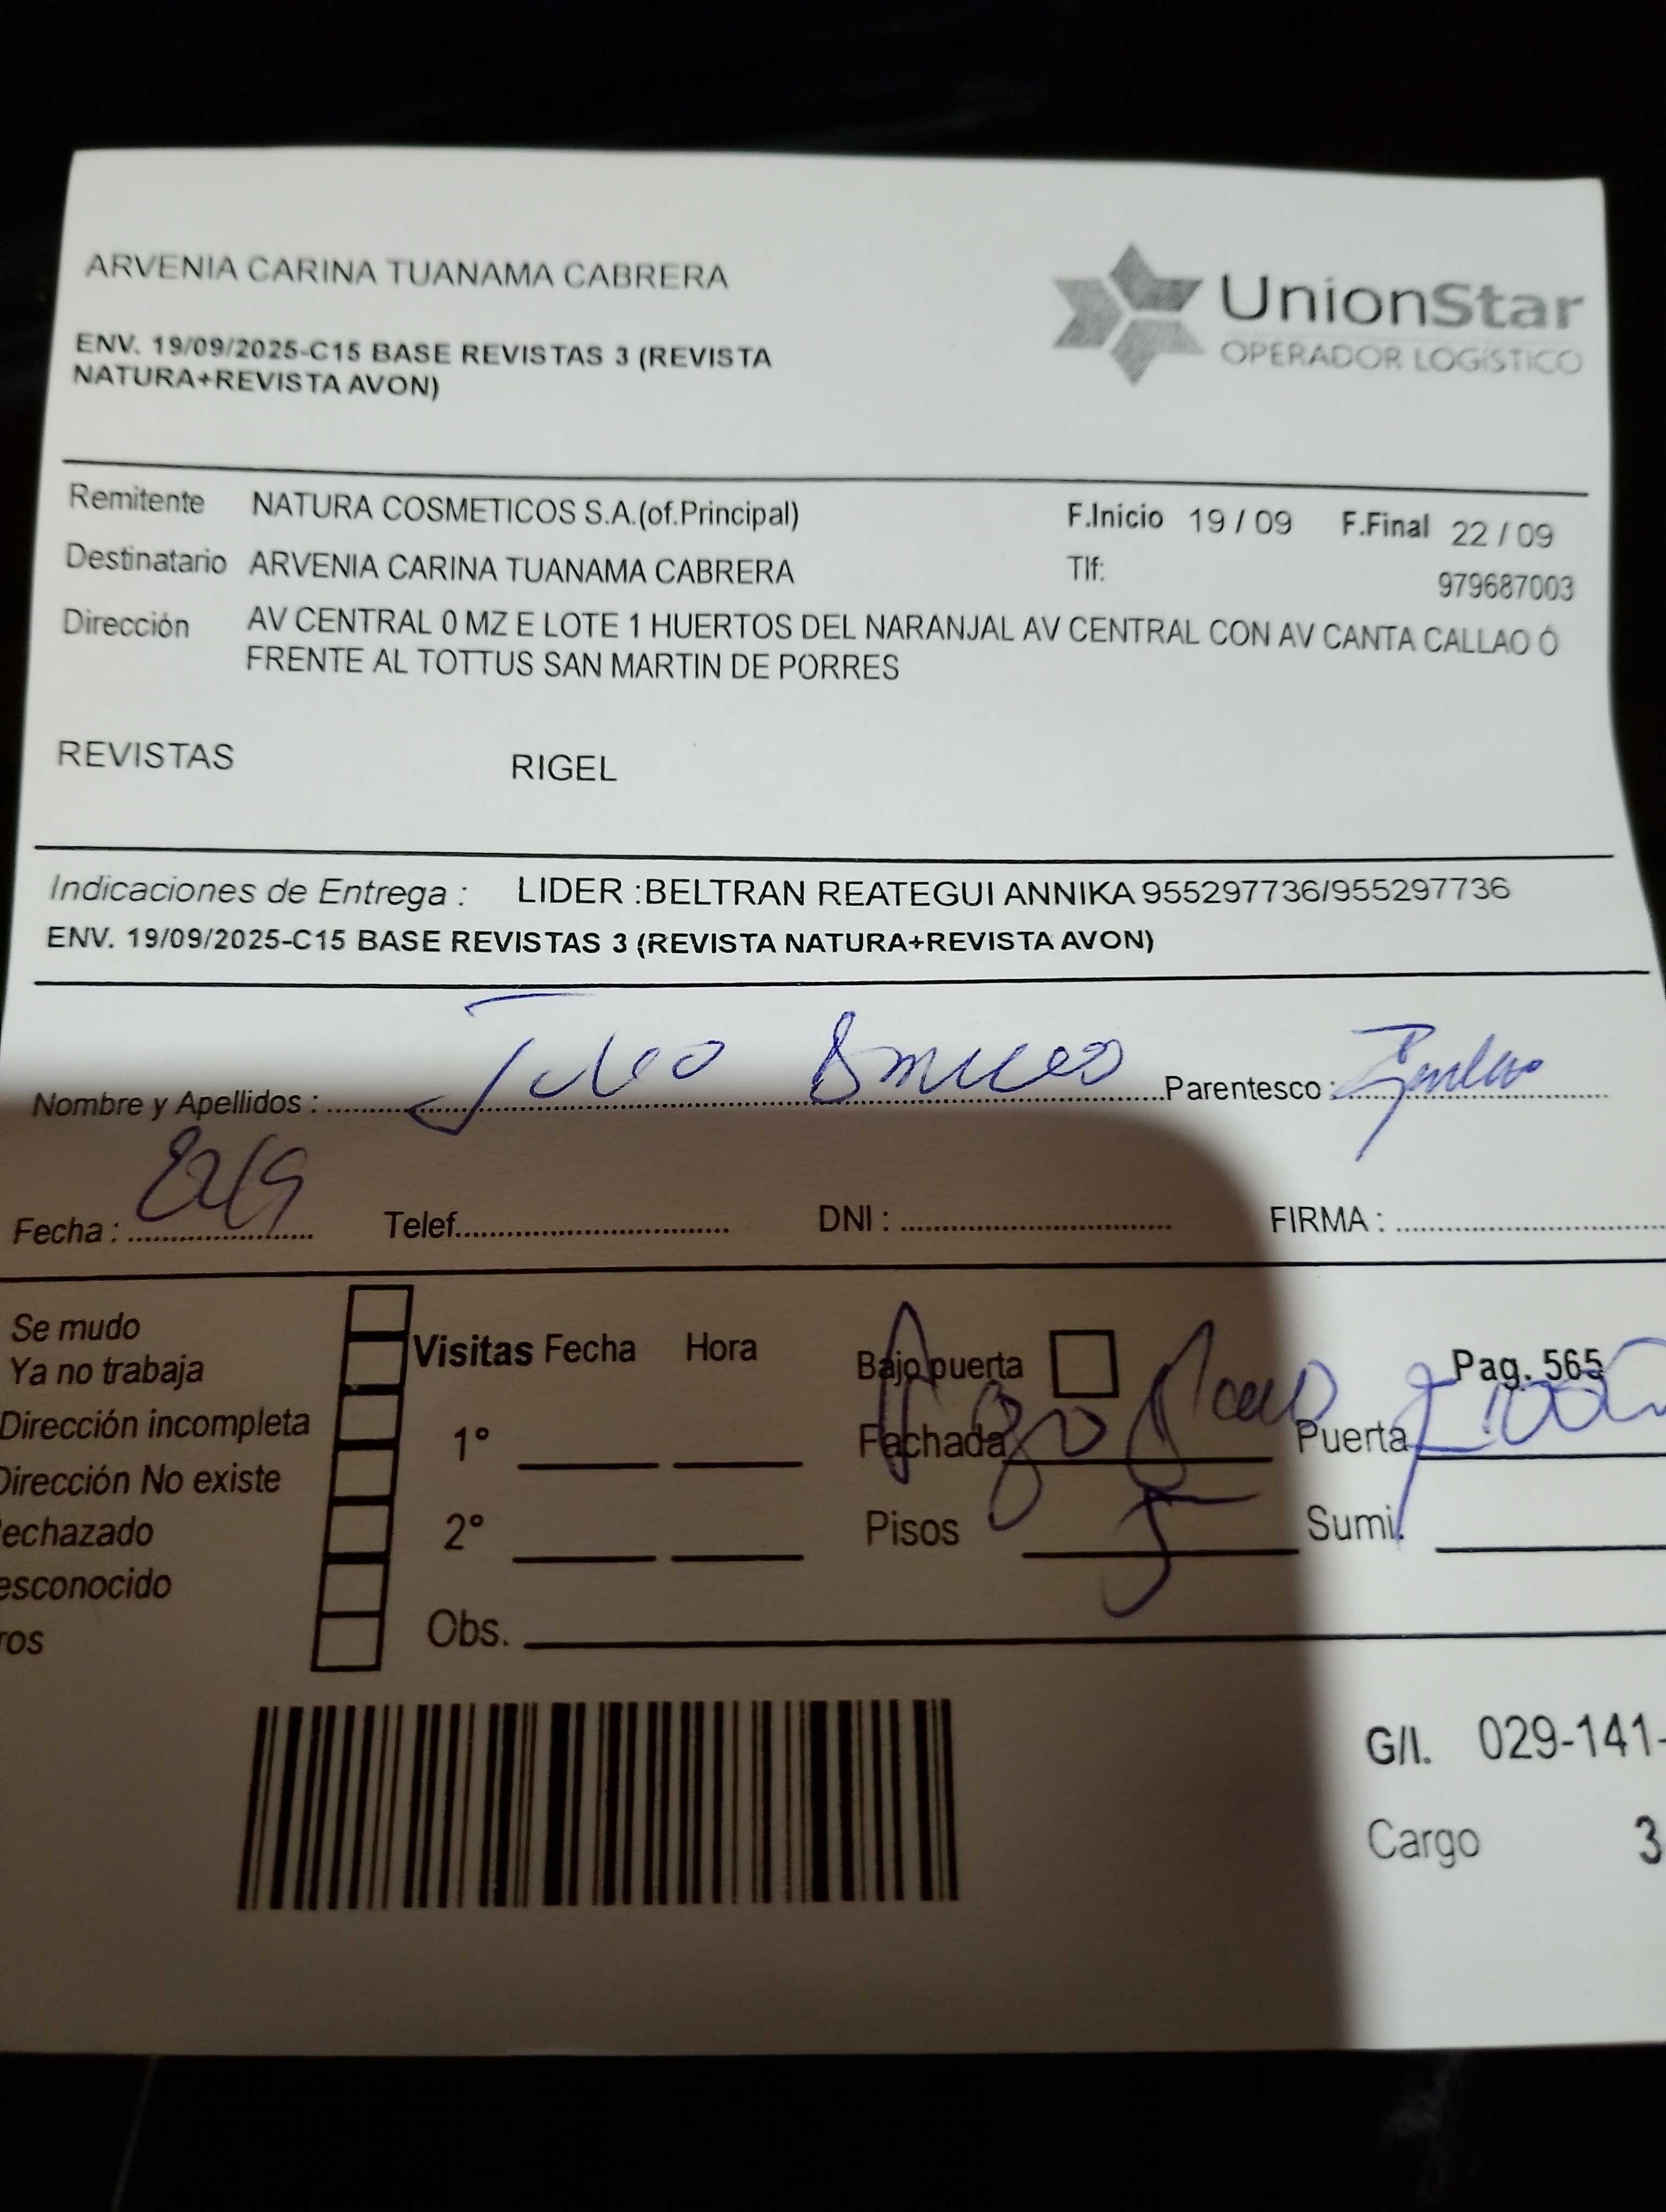 ARVENIA CARINA TUANAMA CABRERA
UnionStar
OPERADOR LOGÍSTICO
ENV. 19/09/2025-C15 BASE REVISTAS 3 (REVISTA
NATURA+REVISTA AVON)
Remitente NATURA COSMETICOS S.A.(of.Principal) F.Inicio 19 / 09 F.Final 22 / 09
Destinatario ARVENIA CARINA TUANAMA CABRERA Tlf: 979687003
Dirección AV CENTRAL 0 MZ E LOTE 1 HUERTOS DEL NARANJAL AV CENTRAL CON AV CANTA CALLAO Ó
FRENTE AL TOTTUS SAN MARTIN DE PORRES
REVISTAS RIGEL
Indicaciones de Entrega : LIDER :BELTRAN REATEGUI ANNIKA 955297736/955297736
ENV. 19/09/2025-C15 BASE REVISTAS 3 (REVISTA NATURA+REVISTA AVON)
Nombre y Apellidos : Parentesco :
Fecha : Telef. DNI : FIRMA :
Se mudo
Ya no trabaja
Dirección incompleta
Dirección No existe
echazado
esconocido
ros
Visitas Fecha Hora
1°
2°
Obs.
Bajo puerta Pag. 565
Fachada Puerta
Pisos 5 Sumi.
G/I. 029-141-
Cargo 3